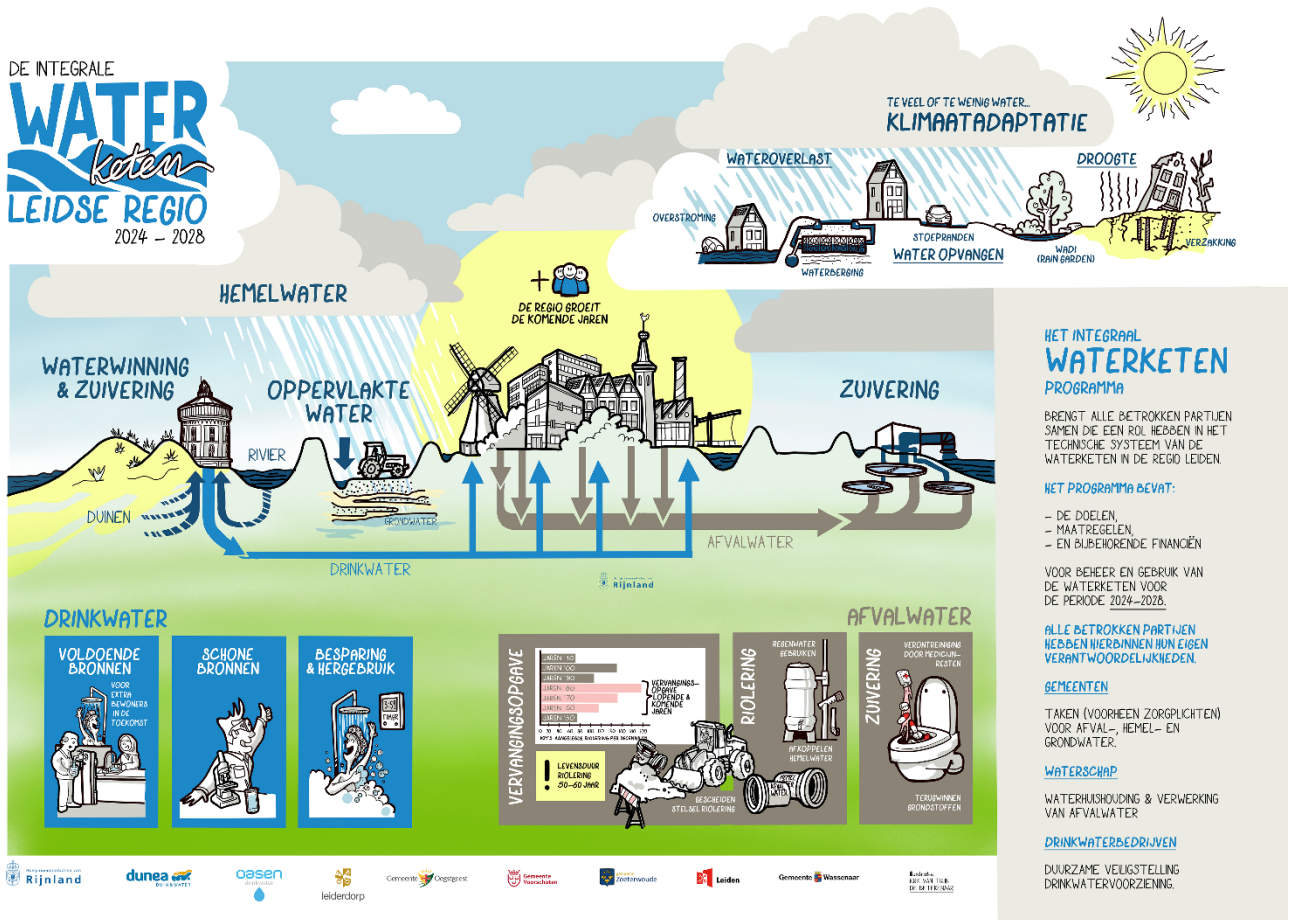 DE INTEGRALE
WATER
keten
LEIDSE REGIO
2024 – 2028
TE VEEL OF TE WEINIG WATER...
KLIMAATADAPTATIE
WATEROVERLAST
DROOGTE
OVERSTROMING
STOEPRANDEN
WATER OPVANGEN
WATERBERGING
WADI
(RAIN GARDEN)
VERZAKKING
HEMELWATER
+
DE REGIO GROEIT
DE KOMENDE JAREN
WATERWINNING
& ZUIVERING
OPPERVLAKTE
WATER
ZUIVERING
RIVIER
DUINEN
GRONDWATER
DRINKWATER
AFVALWATER
Rijnland
HET INTEGRAAL
WATERKETEN
PROGRAMMA
BRENGT ALLE BETROKKEN PARTIJEN
SAMEN DIE EEN ROL HEBBEN IN HET
TECHNISCHE SYSTEEM VAN DE
WATERKETEN IN DE REGIO LEIDEN.
HET PROGRAMMA BEVAT:
– DE DOELEN,
– MAATREGELEN,
– EN BIJBEHORENDE FINANCIËN
VOOR BEHEER EN GEBRUIK VAN
DE WATERKETEN VOOR
DE PERIODE 2024–2028.
ALLE BETROKKEN PARTIJEN
HEBBEN HIERBINNEN HUN EIGEN
VERANTWOORDELIJKHEDEN.
GEMEENTEN
TAKEN (VOORHEEN ZORGPLICHTEN)
VOOR AFVAL-, HEMEL- EN
GRONDWATER.
WATERSCHAP
WATERHUISHOUDING & VERWERKING
VAN AFVALWATER
DRINKWATERBEDRIJVEN
DUURZAME VEILIGSTELLING
DRINKWATERVOORZIENING.
DRINKWATER
VOLDOENDE
BRONNEN
VOOR
EXTRA
BEWONERS
IN DE
TOEKOMST
SCHONE
BRONNEN
BESPARING
& HERGEBRUIK
TIMER
AFVALWATER
VERVANGINGSOPGAVE
JAREN '00
JAREN '90
JAREN '80
JAREN '70
JAREN '60
JAREN '50
VERVANGINGS-
OPGAVE
LOPENDE &
KOMENDE
JAREN
!
LEVENSDUUR
RIOLERING
50–60 JAAR
GESCHEIDEN
STELSEL RIOLERING
RIOLERING
REGENWATER
GEBRUIKEN
AFKOPPELEN
HEMELWATER
ZUIVERING
VERONTREINIGING
DOOR MEDICIJN-
RESTEN
TERUGWINNEN
GRONDSTOFFEN
Rijnland
dunea
DUIN & WATER
oasen
drinkwater
leiderdorp
Gemeente Oegstgeest
Gemeente
Voorschoten
gemeente
Zoeterwoude
Leiden
Gemeente Wassenaar